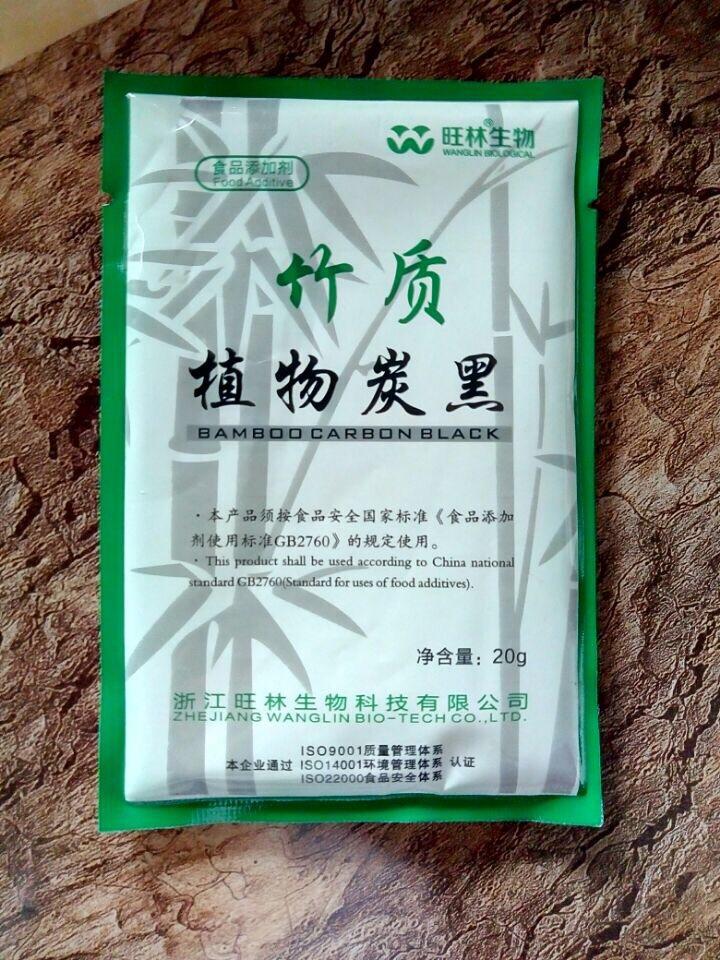 旺林®生物
WANGLIN BIOLOGICAL
食品添加剂
Food Additive
竹质
植物炭黑
BAMBOO CARBON BLACK
·本产品须按食品安全国家标准《食品添加
剂使用标准GB2760》的规定使用。
· This product shall be used according to China national
standard GB2760(Standard for uses of food additives).
净含量：20g
浙江旺林生物科技有限公司
ZHEJIANG WANGLIN BIO-TECH CO.,LTD.
ISO9001质量管理体系
本企业通过 ISO14001环境管理体系 认证
ISO22000食品安全体系